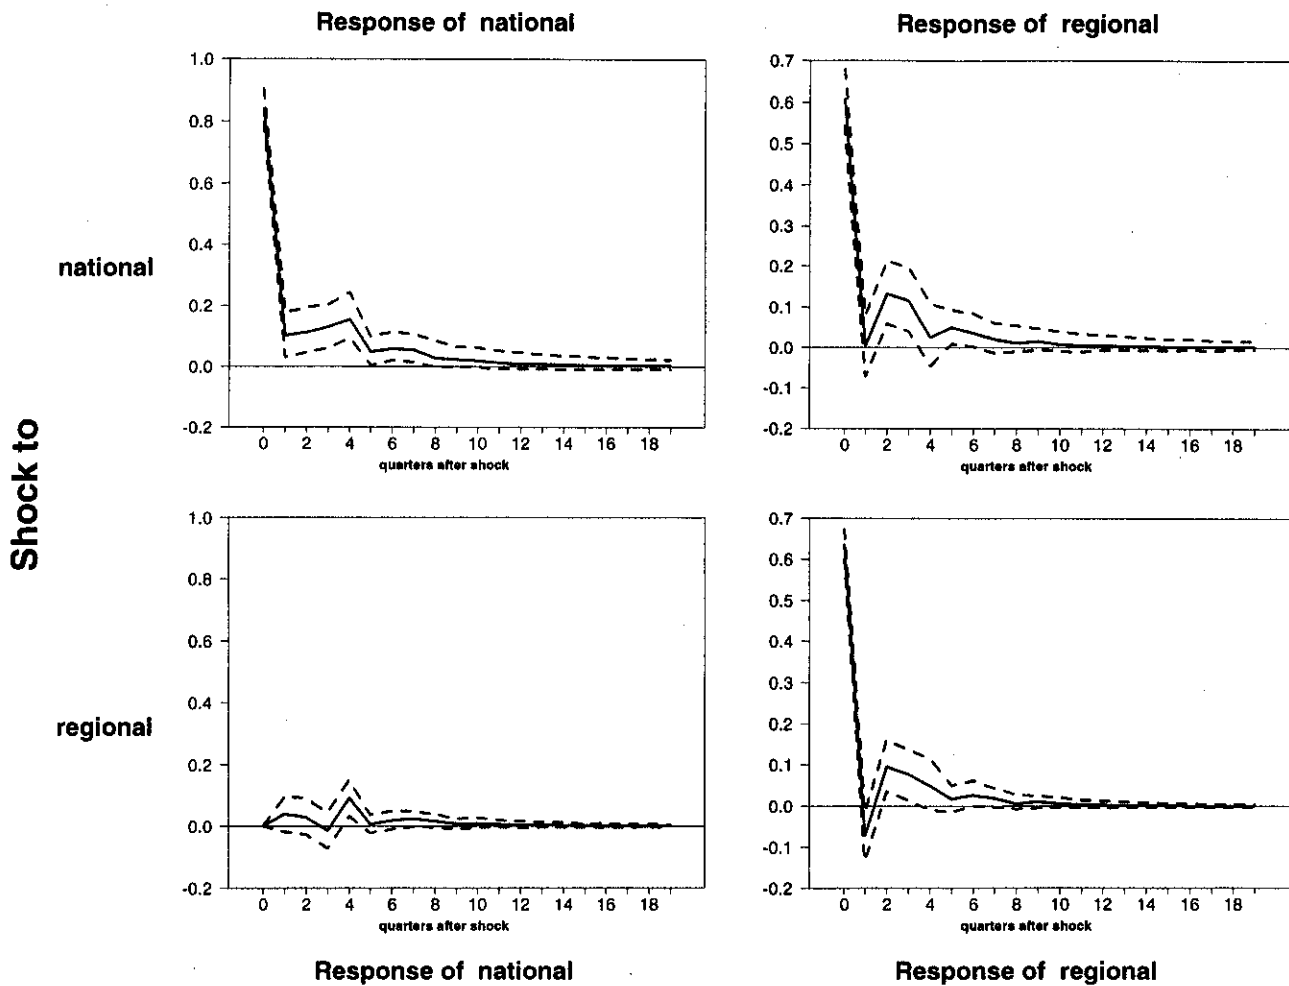 Response of national
Response of regional
1.0
0.8
0.6
0.4
0.2
0.0
-0.2
0 2 4 6 8 10 12 14 16 18
quarters after shock
0.7
0.6
0.5
0.4
0.3
0.2
0.1
0.0
-0.1
-0.2
0 2 4 6 8 10 12 14 16 18
quarters after shock
national
Shock to
regional
1.0
0.8
0.6
0.4
0.2
0.0
-0.2
0 2 4 6 8 10 12 14 16 18
quarters after shock
0.7
0.6
0.5
0.4
0.3
0.2
0.1
0.0
-0.1
-0.2
0 2 4 6 8 10 12 14 16 18
quarters after shock
Response of national
Response of regional